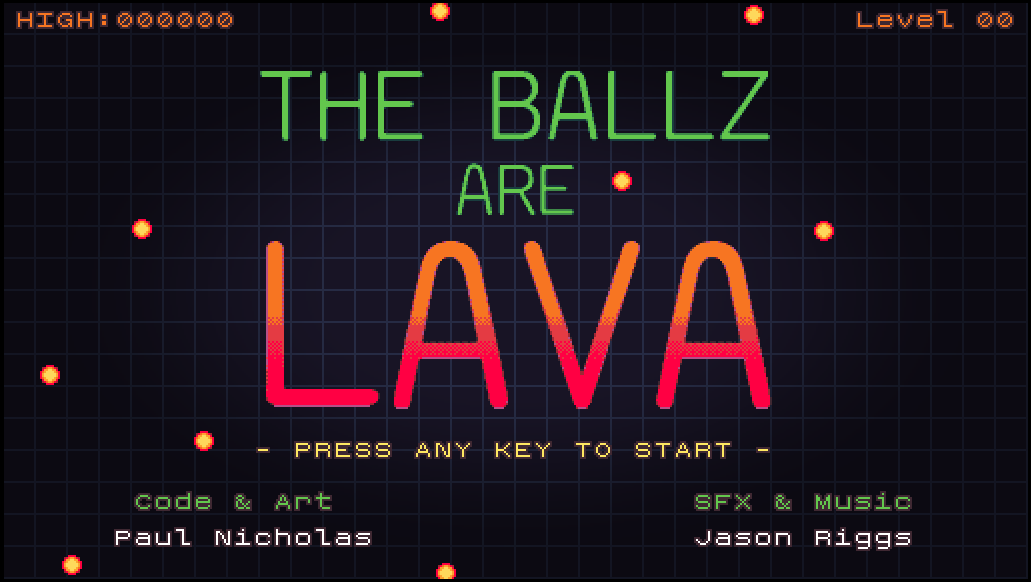 HIGH:000000 Level 00
THE BALLZ
ARE
LAVA
- PRESS ANY KEY TO START -
Code & Art SFX & Music
Paul Nicholas Jason Riggs